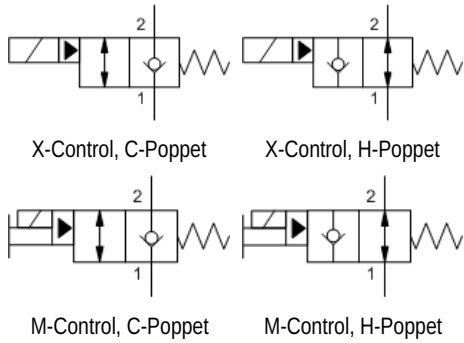 2 2
1 1
X-Control, C-Poppet X-Control, H-Poppet
2 2
1 1
M-Control, C-Poppet M-Control, H-Poppet